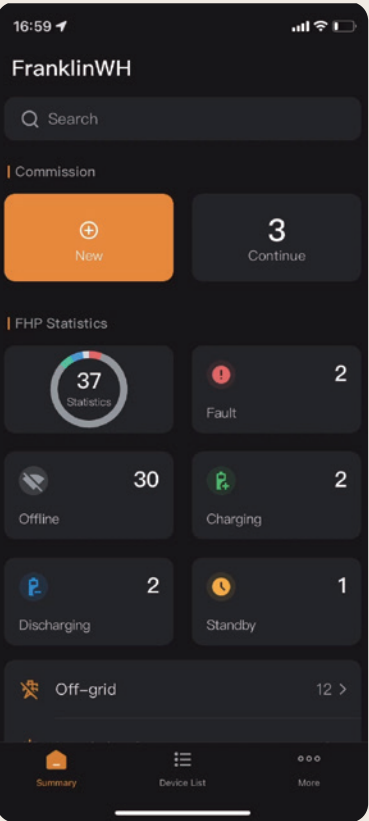 16:59
FranklinWH
Search
Commission
New
3
Continue
FHP Statistics
37
Statistics
2
Fault
30
Offline
2
Charging
2
Discharging
1
Standby
Off-grid
12
Summary
Device List
More